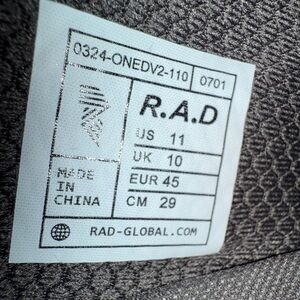 0324-ONEDV2-110 0701
R.A.D
US 11
UK 10
EUR 45
CM 29
MADE
IN
CHINA
RAD-GLOBAL.COM